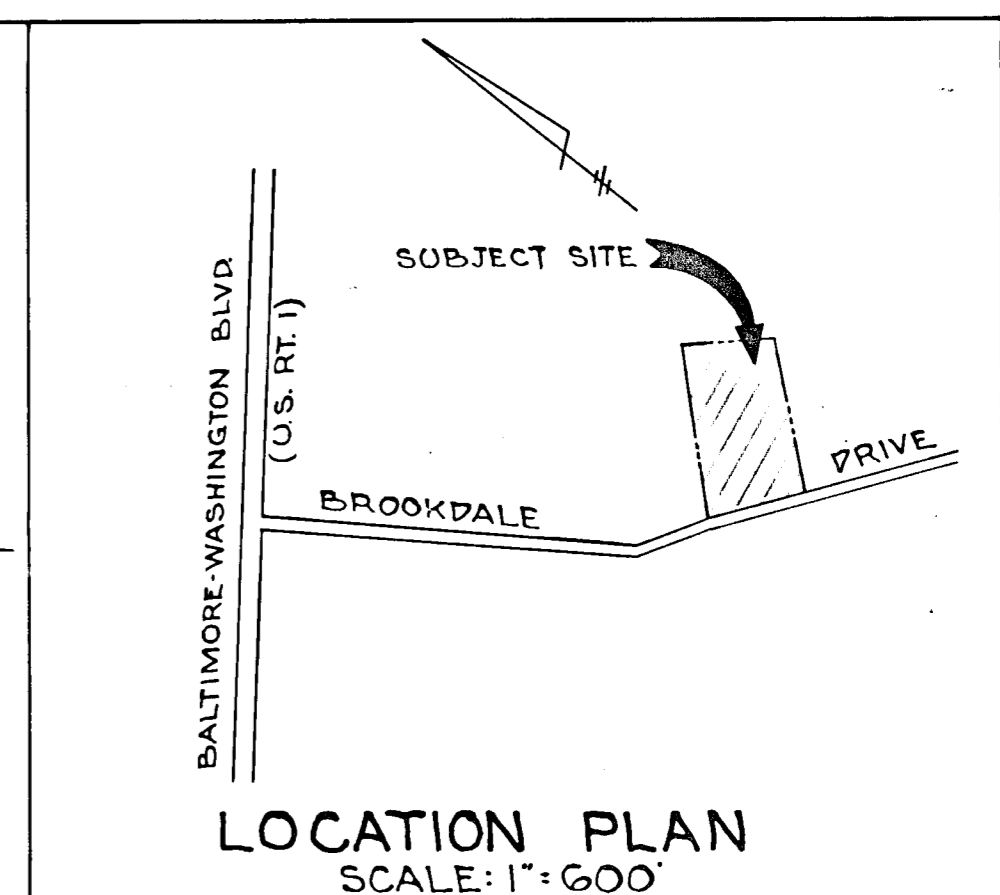 SUBJECT SITE
BALTIMORE-WASHINGTON BLVD.
(U.S. RT. 1)
BROOKDALE
DRIVE
LOCATION PLAN
SCALE: 1"=600'